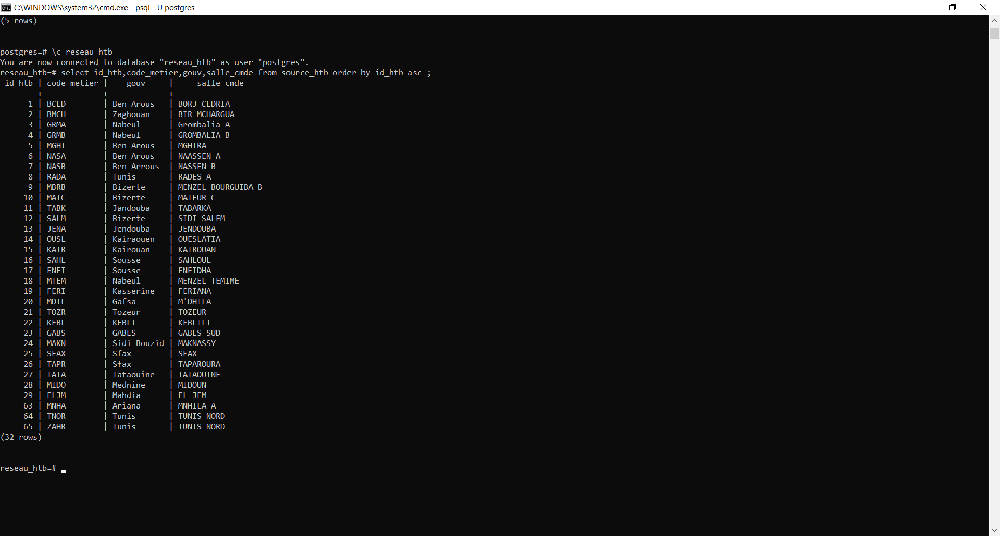 C:\WINDOWS\system32\cmd.exe - psql  -U postgres
(5 rows)
postgres=# \c reseau_htb
You are now connected to database "reseau_htb" as user "postgres".
reseau_htb=# select id_htb,code_metier,gouv,salle_cmde from source_htb order by id_htb asc ;
 id_htb | code_metier |    gouv     |     salle_cmde
--------+-------------+-------------+--------------------
      1 | BCED        | Ben Arous   | BORJ CEDRIA
      2 | BMCH        | Zaghouan    | BIR MCHARGUA
      3 | GRMA        | Nabeul      | Grombalia A
      4 | GRMB        | Nabeul      | GROMBALIA B
      5 | MGHI        | Ben Arous   | MGHIRA
      6 | NASA        | Ben Arous   | NAASSEN A
      7 | NASB        | Ben Arrous  | NASSEN B
      8 | RADA        | Tunis       | RADES A
      9 | MBRB        | Bizerte     | MENZEL BOURGUIBA B
     10 | MATC        | Bizerte     | MATEUR C
     11 | TABK        | Jandouba    | TABARKA
     12 | SALM        | Bizerte     | SIDI SALEM
     13 | JENA        | Jendouba    | JENDOUBA
     14 | OUSL        | Kairaouen   | OUESLATIA
     15 | KAIR        | Kairouan    | KAIROUAN
     16 | SAHL        | Sousse      | SAHLOUL
     17 | ENFI        | Sousse      | ENFIDHA
     18 | MTEM        | Nabeul      | MENZEL TEMIME
     19 | FERI        | Kasserine   | FERIANA
     20 | MDIL        | Gafsa       | M'DHILA
     21 | TOZR        | Tozeur      | TOZEUR
     22 | KEBL        | KEBLI       | KEBLILI
     23 | GABS        | GABES       | GABES SUD
     24 | MAKN        | Sidi Bouzid | MAKNASSY
     25 | SFAX        | Sfax        | SFAX
     26 | TAPR        | Sfax        | TAPAROURA
     27 | TATA        | Tataouine   | TATAOUINE
     28 | MIDO        | Mednine     | MIDOUN
     29 | ELJM        | Mahdia      | EL JEM
     63 | MNHA        | Ariana      | MNHILA A
     64 | TNOR        | Tunis       | TUNIS NORD
     65 | ZAHR        | Tunis       | TUNIS NORD
(32 rows)
reseau_htb=#